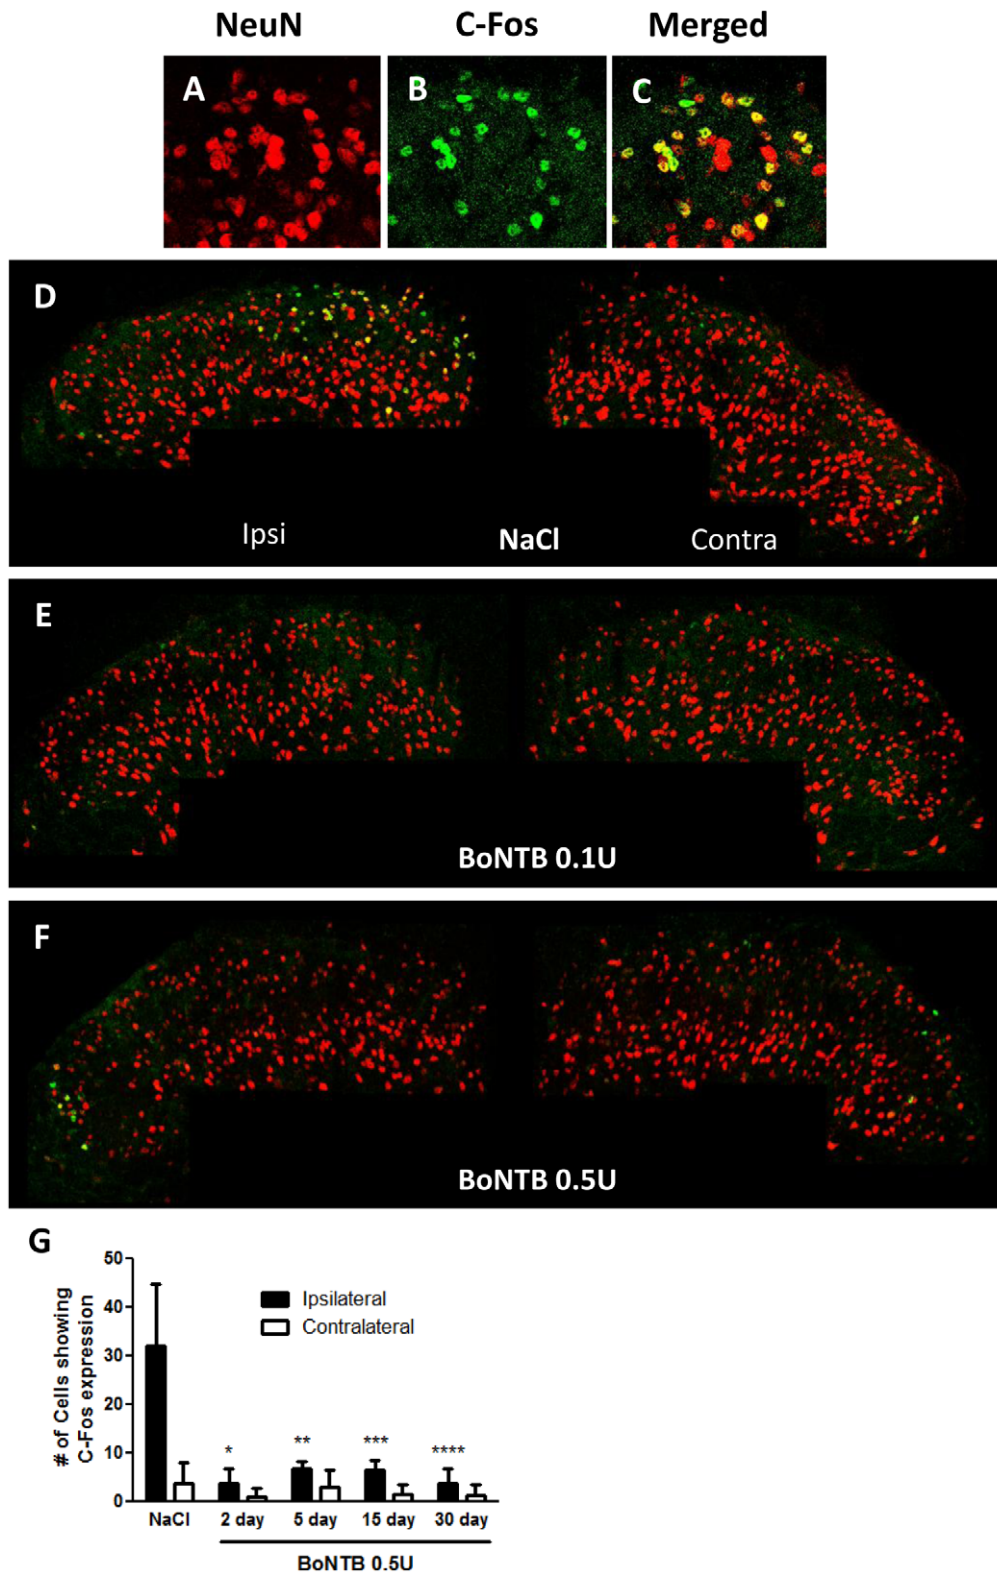 NeuN C-Fos Merged
A B C
D
Ipsi NaCl Contra
E
BoNTB 0.1U
F
BoNTB 0.5U
G
# of Cells showing
C-Fos expression
50
40
30
20
10
0
Ipsilateral
Contralateral
* ** *** ****
NaCl 2 day 5 day 15 day 30 day
BoNTB 0.5U